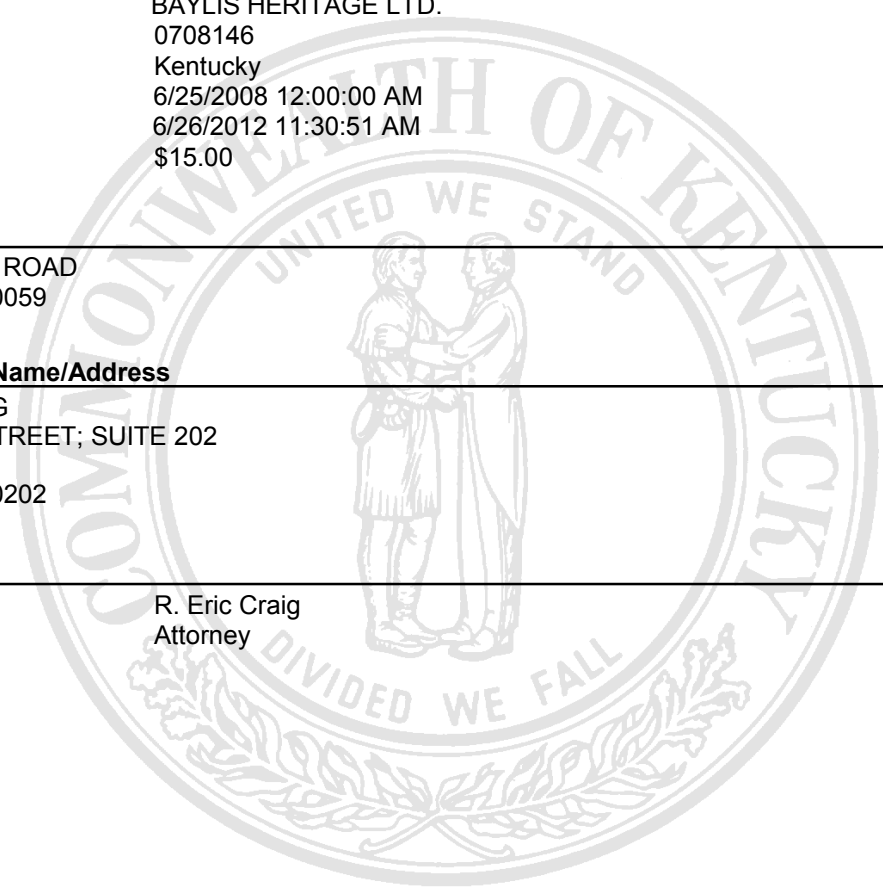 BAYLIS HERITAGE LTD.
0708146
Kentucky
6/25/2008 12:00:00 AM
6/26/2012 11:30:51 AM
$15.00
ROAD
0059
Name/Address
G
TREET; SUITE 202
0202
R. Eric Craig
Attorney
COMMONWEALTH OF KENTUCKY
UNITED WE STAND
DIVIDED WE FALL